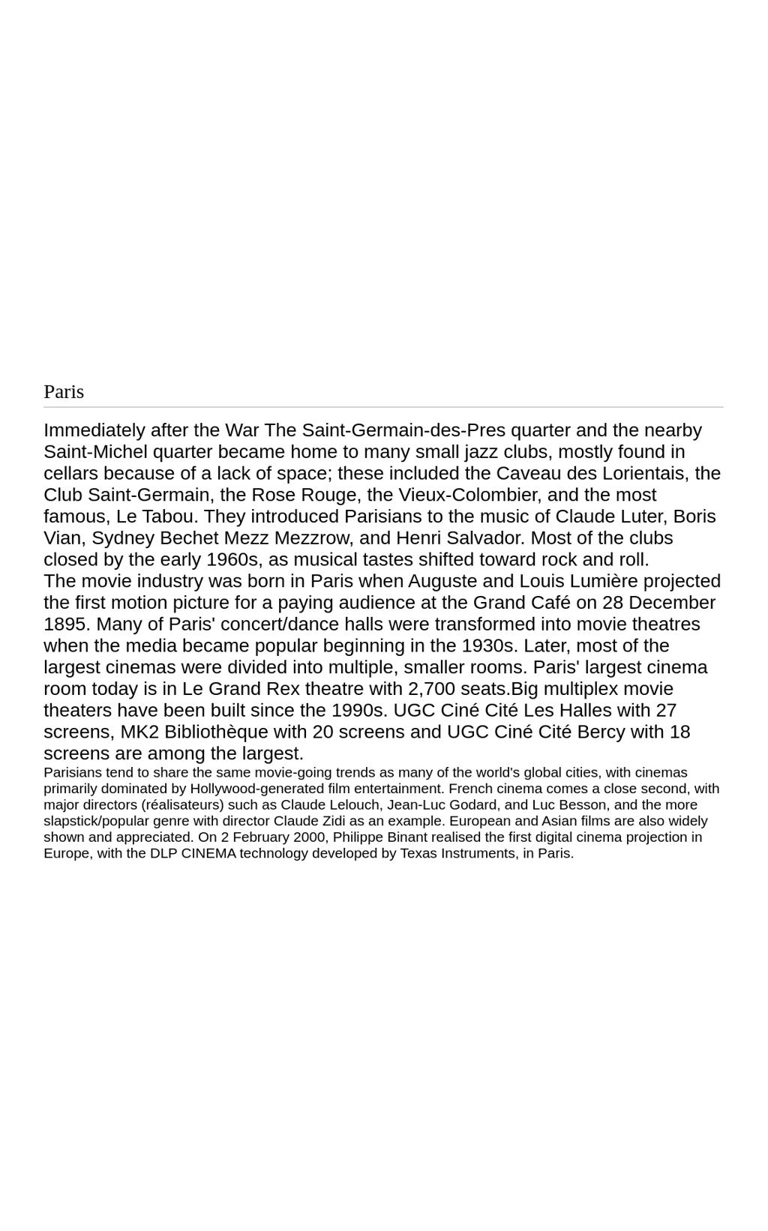 Paris
Immediately after the War The Saint-Germain-des-Pres quarter and the nearby
Saint-Michel quarter became home to many small jazz clubs, mostly found in
cellars because of a lack of space; these included the Caveau des Lorientais, the
Club Saint-Germain, the Rose Rouge, the Vieux-Colombier, and the most
famous, Le Tabou. They introduced Parisians to the music of Claude Luter, Boris
Vian, Sydney Bechet Mezz Mezzrow, and Henri Salvador. Most of the clubs
closed by the early 1960s, as musical tastes shifted toward rock and roll.
The movie industry was born in Paris when Auguste and Louis Lumière projected
the first motion picture for a paying audience at the Grand Café on 28 December
1895. Many of Paris' concert/dance halls were transformed into movie theatres
when the media became popular beginning in the 1930s. Later, most of the
largest cinemas were divided into multiple, smaller rooms. Paris' largest cinema
room today is in Le Grand Rex theatre with 2,700 seats.Big multiplex movie
theaters have been built since the 1990s. UGC Ciné Cité Les Halles with 27
screens, MK2 Bibliothèque with 20 screens and UGC Ciné Cité Bercy with 18
screens are among the largest.
Parisians tend to share the same movie-going trends as many of the world's global cities, with cinemas
primarily dominated by Hollywood-generated film entertainment. French cinema comes a close second, with
major directors (réalisateurs) such as Claude Lelouch, Jean-Luc Godard, and Luc Besson, and the more
slapstick/popular genre with director Claude Zidi as an example. European and Asian films are also widely
shown and appreciated. On 2 February 2000, Philippe Binant realised the first digital cinema projection in
Europe, with the DLP CINEMA technology developed by Texas Instruments, in Paris.